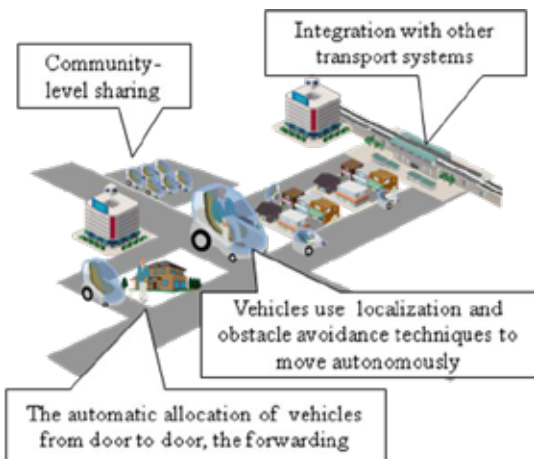 Integration with other
transport systems
Community-
level sharing
Vehicles use localization and
obstacle avoidance techniques to
move autonomously
The automatic allocation of vehicles
from door to door, the forwarding